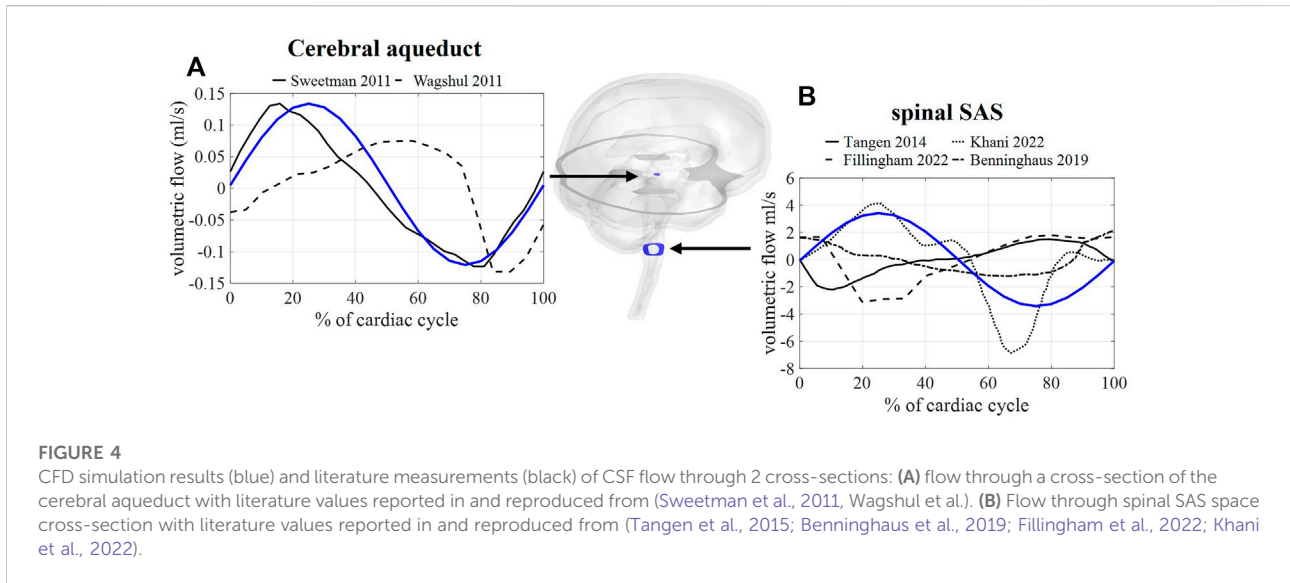 Cerebral aqueduct
A
— Sweetman 2011 -- Wagshul 2011
0.15
0.1
0.05
0
-0.05
-0.1
-0.15
volumetric flow (ml/s)
0 20 40 60 80 100
% of cardiac cycle
B
spinal SAS
— Tangen 2014 ····· Khani 2022
-- Fillingham 2022 -·-· Benninghaus 2019
6
4
2
0
-2
-4
-6
-8
volumetric flow ml/s
0 20 40 60 80 100
% of cardiac cycle
FIGURE 4
CFD simulation results (blue) and literature measurements (black) of CSF flow through 2 cross-sections: (A) flow through a cross-section of the
cerebral aqueduct with literature values reported in and reproduced from (Sweetman et al., 2011, Wagshul et al.). (B) Flow through spinal SAS space
cross-section with literature values reported in and reproduced from (Tangen et al., 2015; Benninghaus et al., 2019; Fillingham et al., 2022; Khani
et al., 2022).